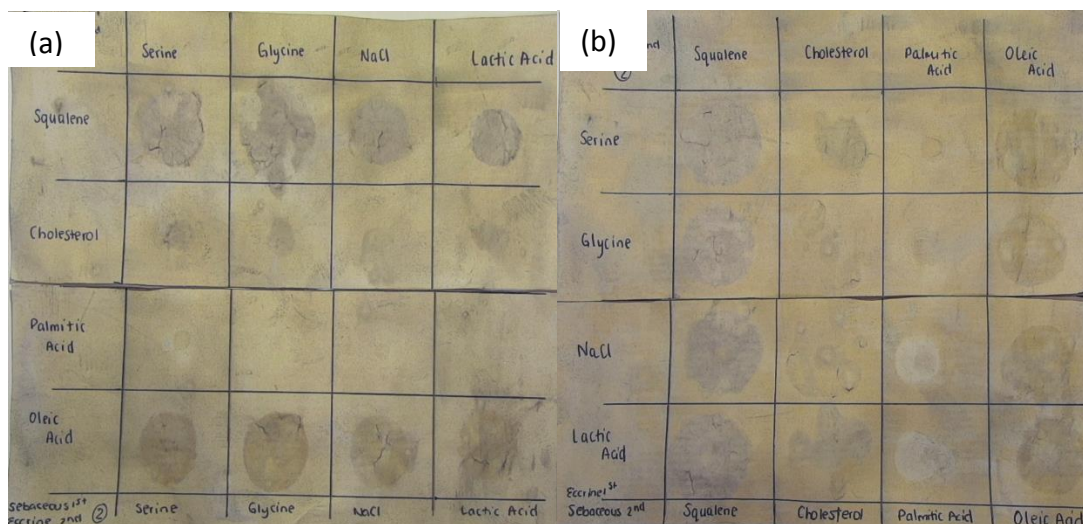 (a)
Serine Glycine NaCl Lactic Acid
Squalene
Cholesterol
Palmitic
Acid
Oleic
Acid
Sebaceous 1st
Eccrine 2nd ② Serine Glycine NaCl Lactic Acid
(b)
nd
② Squalene Cholesterol Palmitic
Acid Oleic
Acid
Serine
Glycine
NaCl
Lactic
Acid
Eccrine 1st
Sebaceous 2nd Squalene Cholesterol Palmitic Acid Oleic Acid